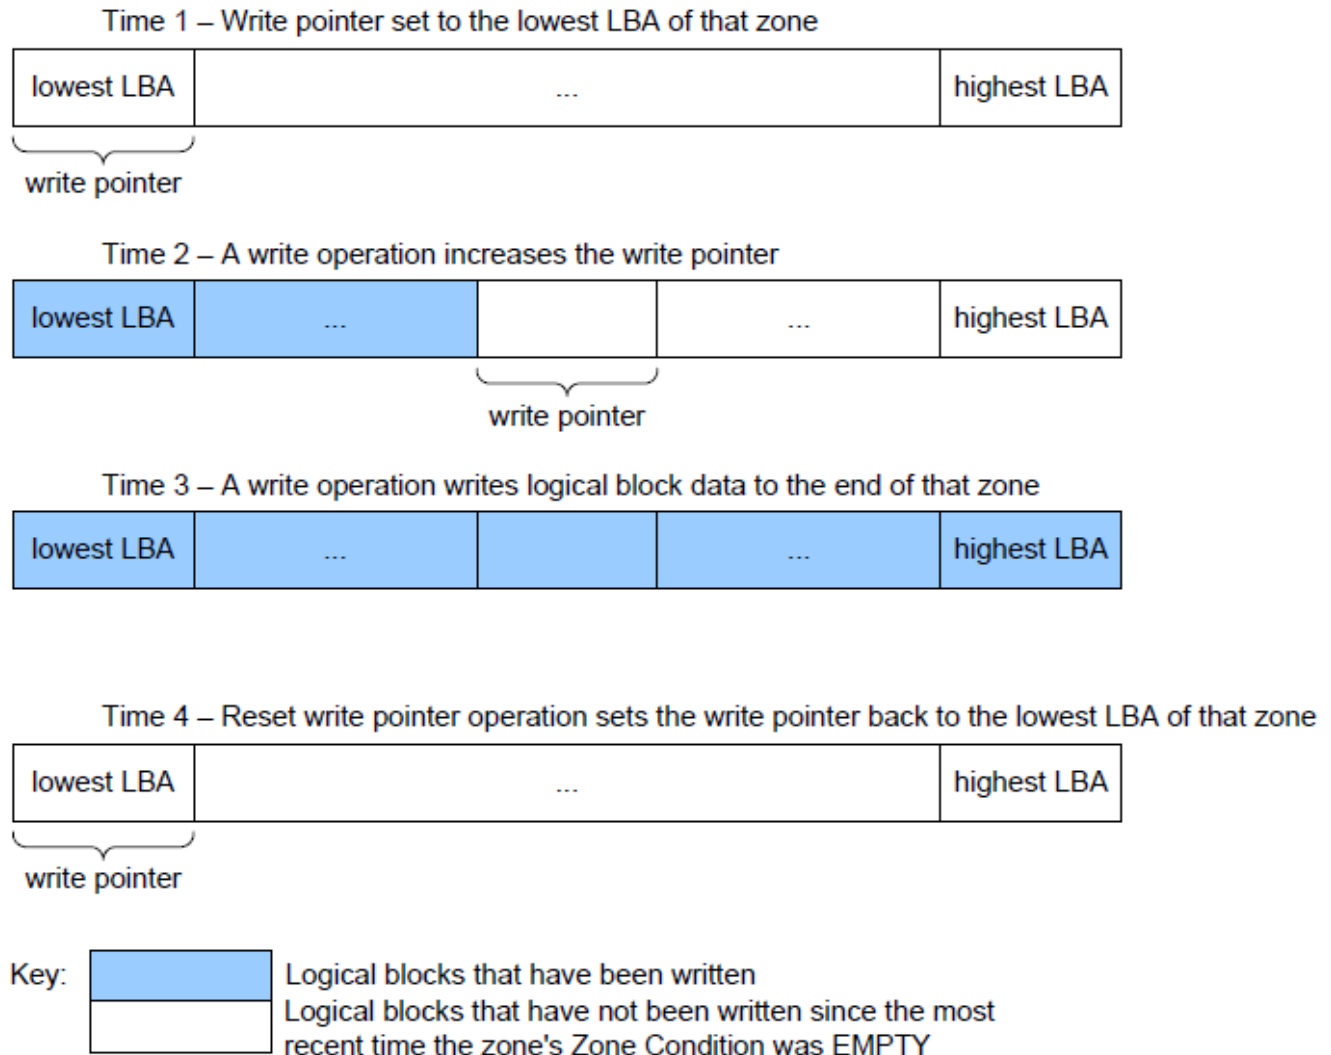 Time 1 – Write pointer set to the lowest LBA of that zone
lowest LBA ... highest LBA
write pointer
Time 2 – A write operation increases the write pointer
lowest LBA ... ... highest LBA
write pointer
Time 3 – A write operation writes logical block data to the end of that zone
lowest LBA ... ... highest LBA
Time 4 – Reset write pointer operation sets the write pointer back to the lowest LBA of that zone
lowest LBA ... highest LBA
write pointer
Key: Logical blocks that have been written
Logical blocks that have not been written since the most
recent time the zone's Zone Condition was EMPTY